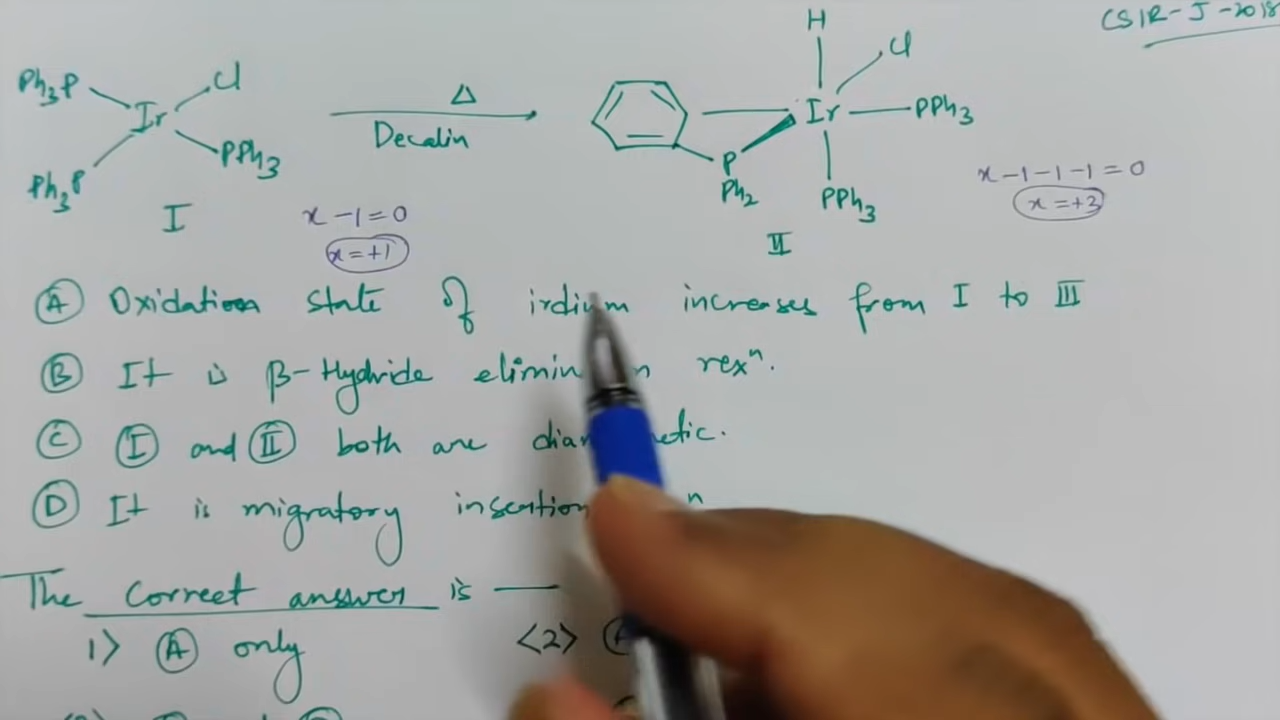 CSIR-J-2018
Ph₃P Ir Cl
Ph₃P PPh₃
I
Δ
Decalin
H
Cl
Ir PPh₃
P
Ph₂
PPh₃
II
x-1=0
x=+1
x-1-1-1=0
x=+3
Ⓐ Oxidation state of irdium increases from I to III
Ⓑ It is β-Hydride elimin n rexⁿ.
Ⓒ Ⓘ and Ⅱ both are dia etic.
Ⓓ It is migratory insertion n
The correct answer is —
1> Ⓐ only
<2>